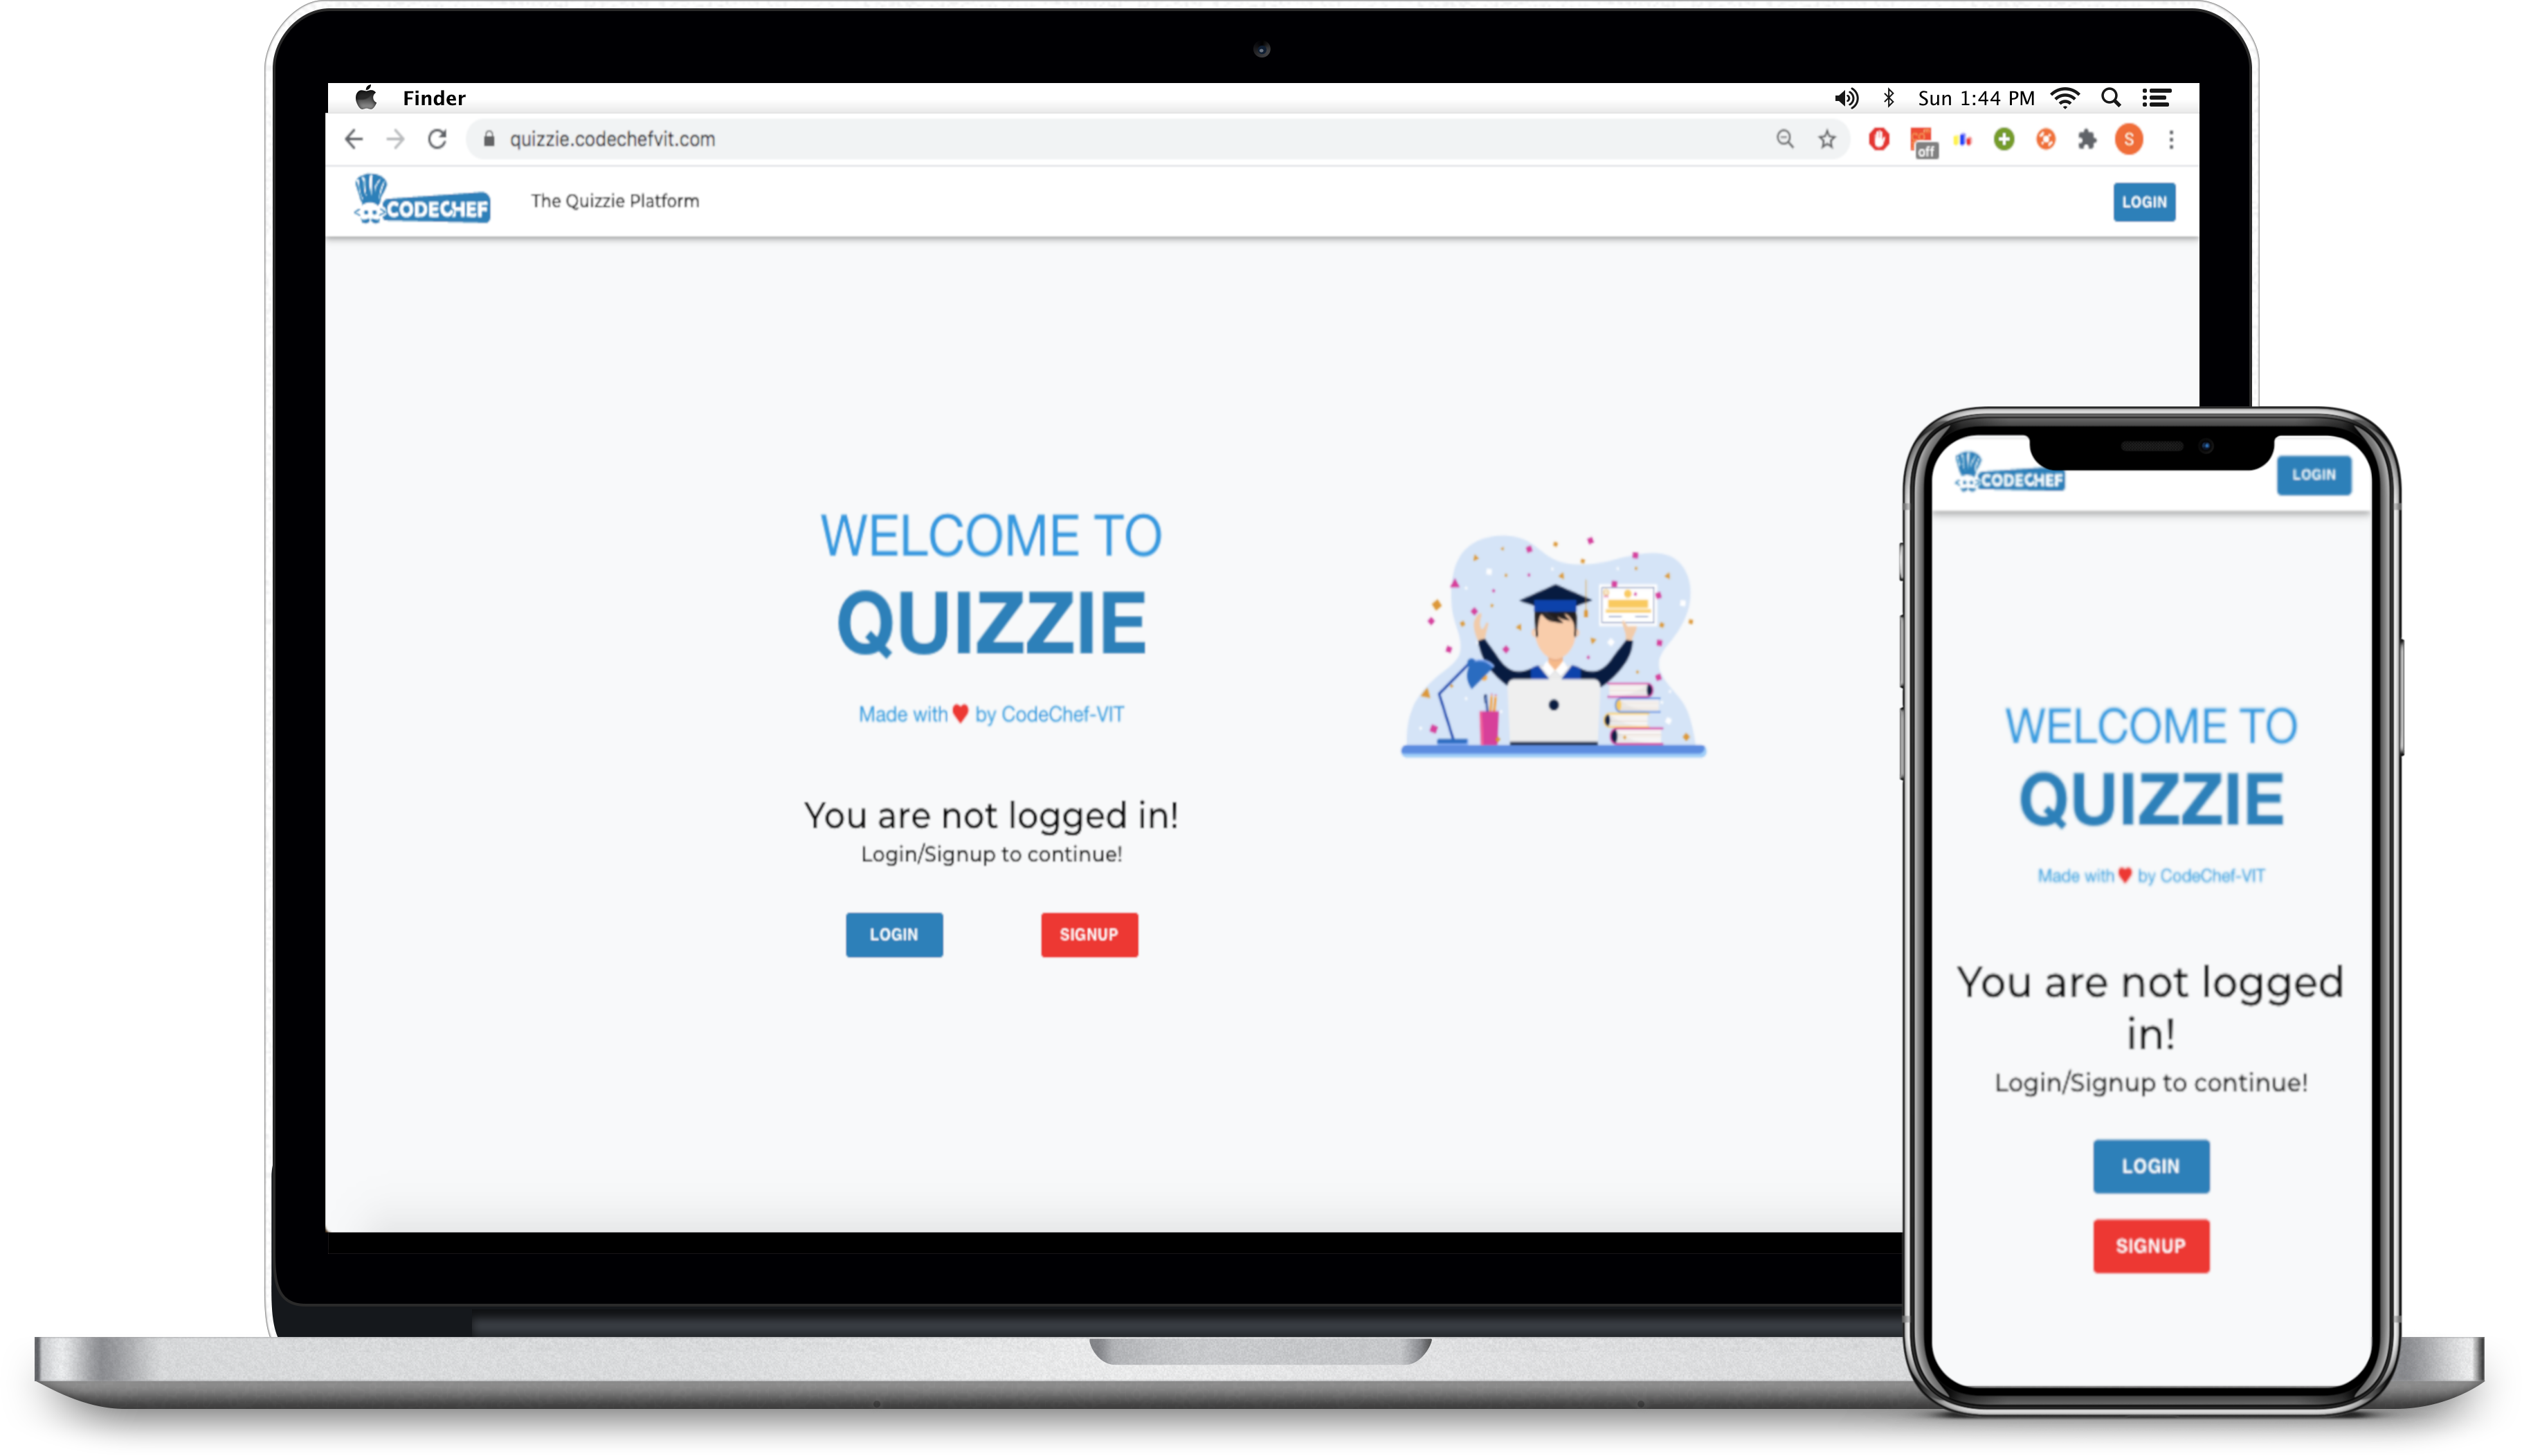 Finder
Sun 1:44 PM
quizzie.codechefvit.com
off
S
CODECHEF
The Quizzie Platform
LOGIN
WELCOME TO
QUIZZIE
Made with ♥ by CodeChef-VIT
You are not logged in!
Login/Signup to continue!
LOGIN
SIGNUP
CODECHEF
LOGIN
WELCOME TO
QUIZZIE
Made with ♥ by CodeChef-VIT
You are not logged
in!
Login/Signup to continue!
LOGIN
SIGNUP